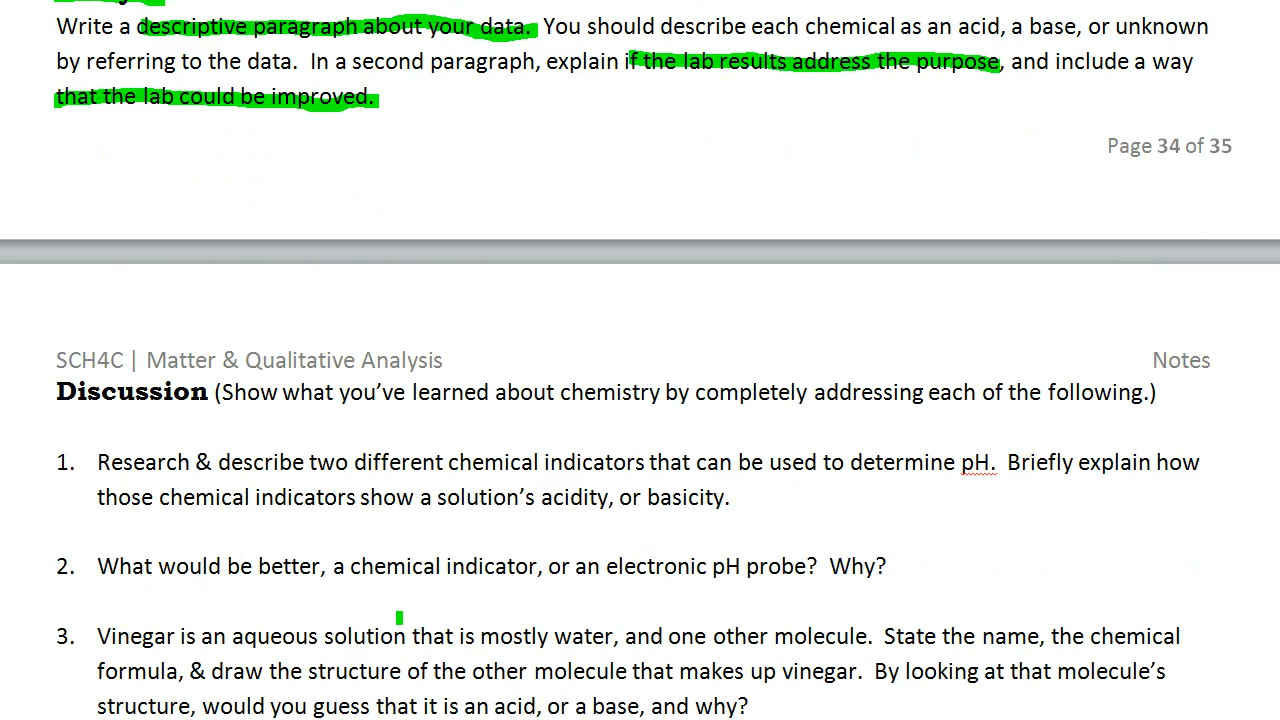 Write a descriptive paragraph about your data.  You should describe each chemical as an acid, a base, or unknown
by referring to the data.  In a second paragraph, explain if the lab results address the purpose, and include a way
that the lab could be improved.
Page 34 of 35
SCH4C | Matter & Qualitative Analysis Notes
Discussion (Show what you’ve learned about chemistry by completely addressing each of the following.)
1. Research & describe two different chemical indicators that can be used to determine pH.  Briefly explain how
those chemical indicators show a solution’s acidity, or basicity.
2. What would be better, a chemical indicator, or an electronic pH probe?  Why?
3. Vinegar is an aqueous solution that is mostly water, and one other molecule.  State the name, the chemical
formula, & draw the structure of the other molecule that makes up vinegar.  By looking at that molecule’s
structure, would you guess that it is an acid, or a base, and why?